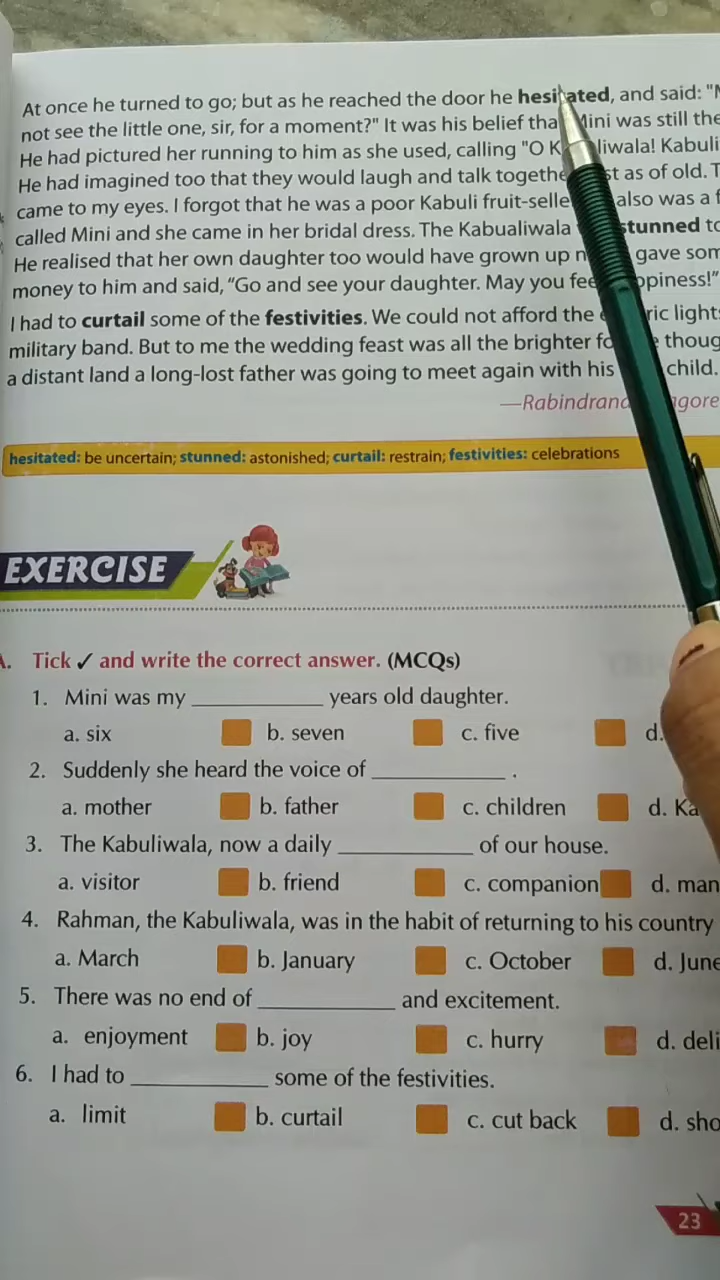 At once he turned to go; but as he reached the door he hesitated, and said: "M
not see the little one, sir, for a moment?" It was his belief that Mini was still the
He had pictured her running to him as she used, calling "O Kabuliwala! Kabuli
He had imagined too that they would laugh and talk together as of old. T
came to my eyes. I forgot that he was a poor Kabuli fruit-seller also was a f
called Mini and she came in her bridal dress. The Kabualiwala stunned to
He realised that her own daughter too would have grown up gave som
money to him and said, "Go and see your daughter. May you happiness!"
I had to curtail some of the festivities. We could not afford the electric light
military band. But to me the wedding feast was all the brighter thoug
a distant land a long-lost father was going to meet again with his child.
—Rabindranath Tagore
hesitated: be uncertain; stunned: astonished; curtail: restrain; festivities: celebrations
EXERCISE
A. Tick ✓ and write the correct answer. (MCQs)
1. Mini was my ____________ years old daughter.
a. six b. seven c. five d.
2. Suddenly she heard the voice of ____________ .
a. mother b. father c. children d. Ka
3. The Kabuliwala, now a daily ____________ of our house.
a. visitor b. friend c. companion d. man
4. Rahman, the Kabuliwala, was in the habit of returning to his country
a. March b. January c. October d. June
5. There was no end of ____________ and excitement.
a. enjoyment b. joy c. hurry d. deli
6. I had to ____________ some of the festivities.
a. limit b. curtail c. cut back d. sho
23